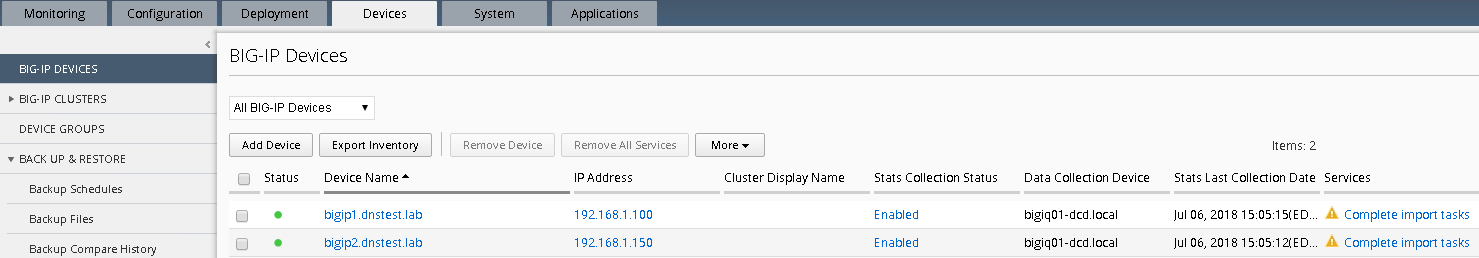 Monitoring Configuration Deployment Devices System Applications
BIG-IP DEVICES
BIG-IP CLUSTERS
DEVICE GROUPS
BACK UP & RESTORE
Backup Schedules
Backup Files
Backup Compare History
BIG-IP Devices
All BIG-IP Devices
Add Device Export Inventory Remove Device Remove All Services More Items: 2
Status Device Name IP Address Cluster Display Name Stats Collection Status Data Collection Device Stats Last Collection Date Services
bigip1.dnstest.lab 192.168.1.100 Enabled bigiq01-dcd.local Jul 06, 2018 15:05:15(ED... Complete import tasks
bigip2.dnstest.lab 192.168.1.150 Enabled bigiq01-dcd.local Jul 06, 2018 15:05:12(ED... Complete import tasks